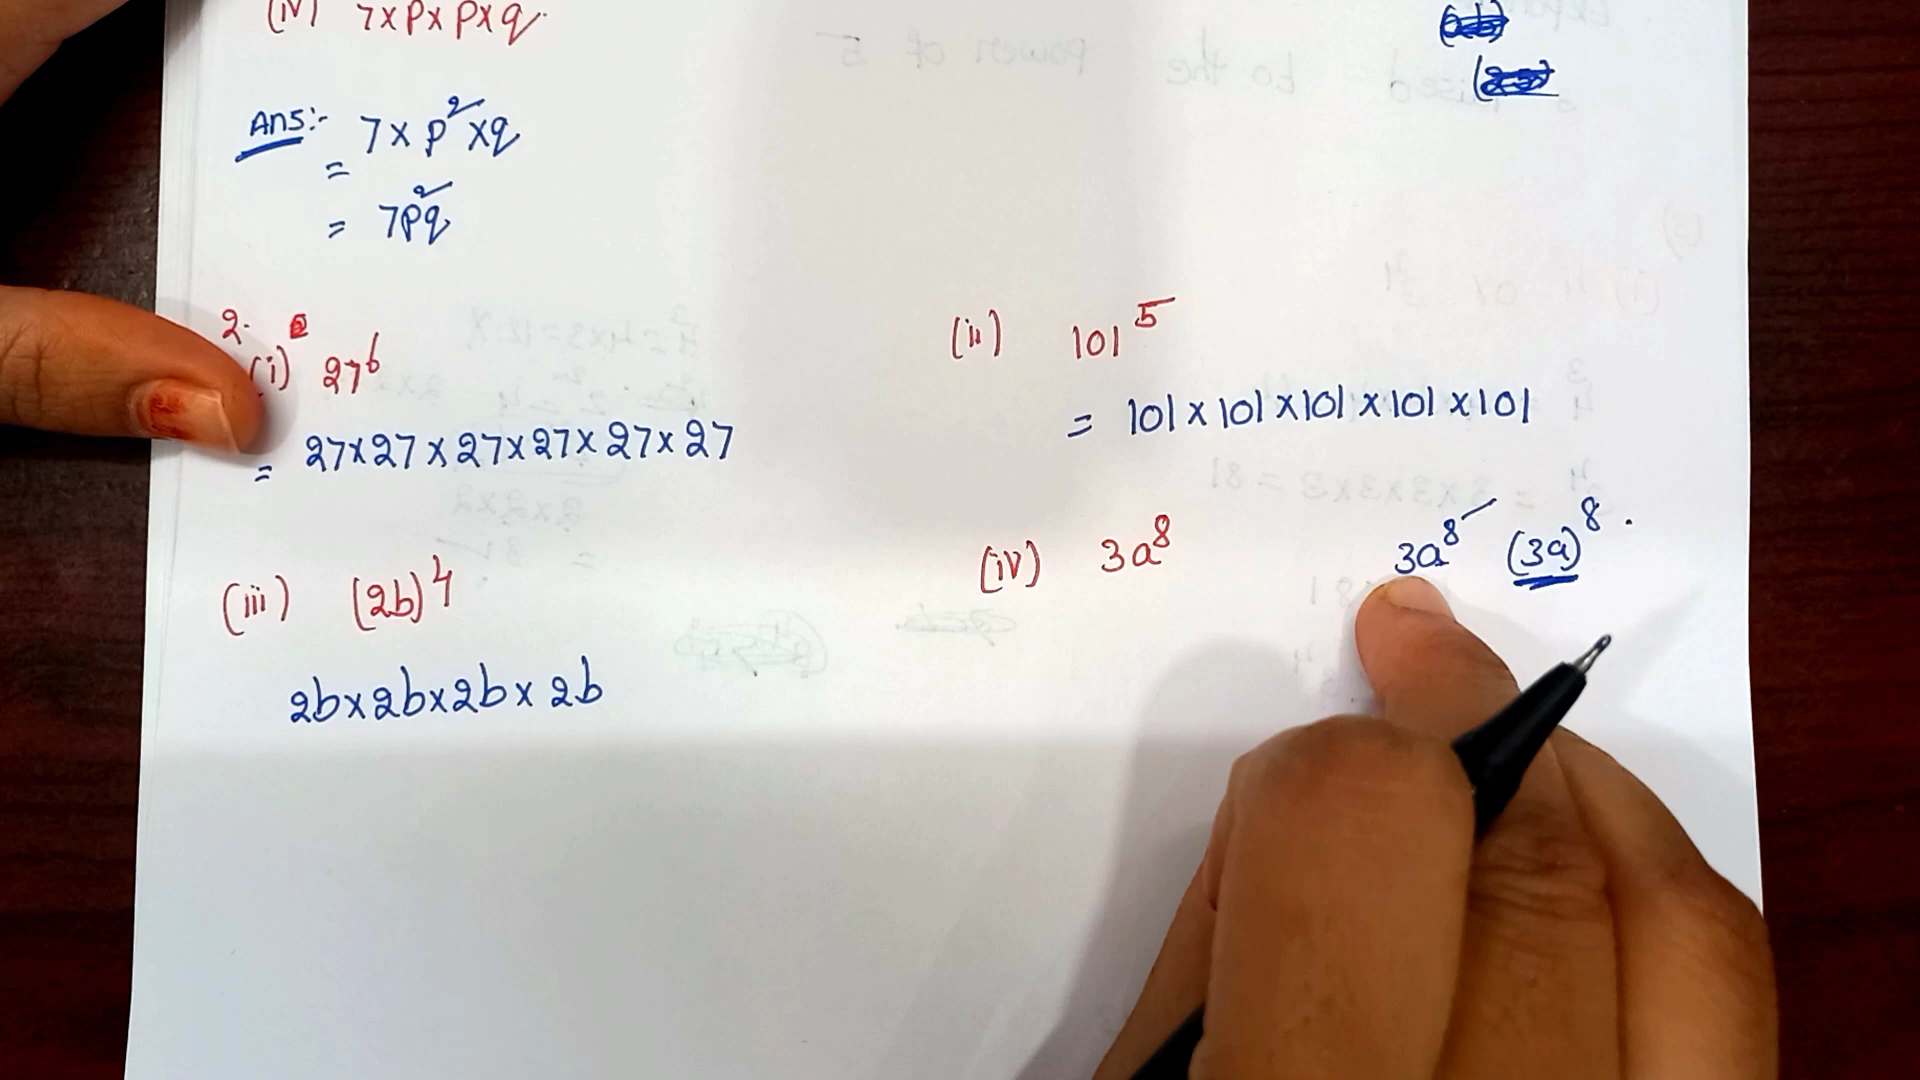 (iv) 7×p×p×q.
Ans:- 7×p²×q
=
= 7p²q
2.
(i) 27⁶
= 27×27×27×27×27×27
(ii) 101⁵
= 101×101×101×101×101
(iii) (2b)⁴
2b×2b×2b×2b
(iv) 3a⁸
3a⁸ (3a)⁸.